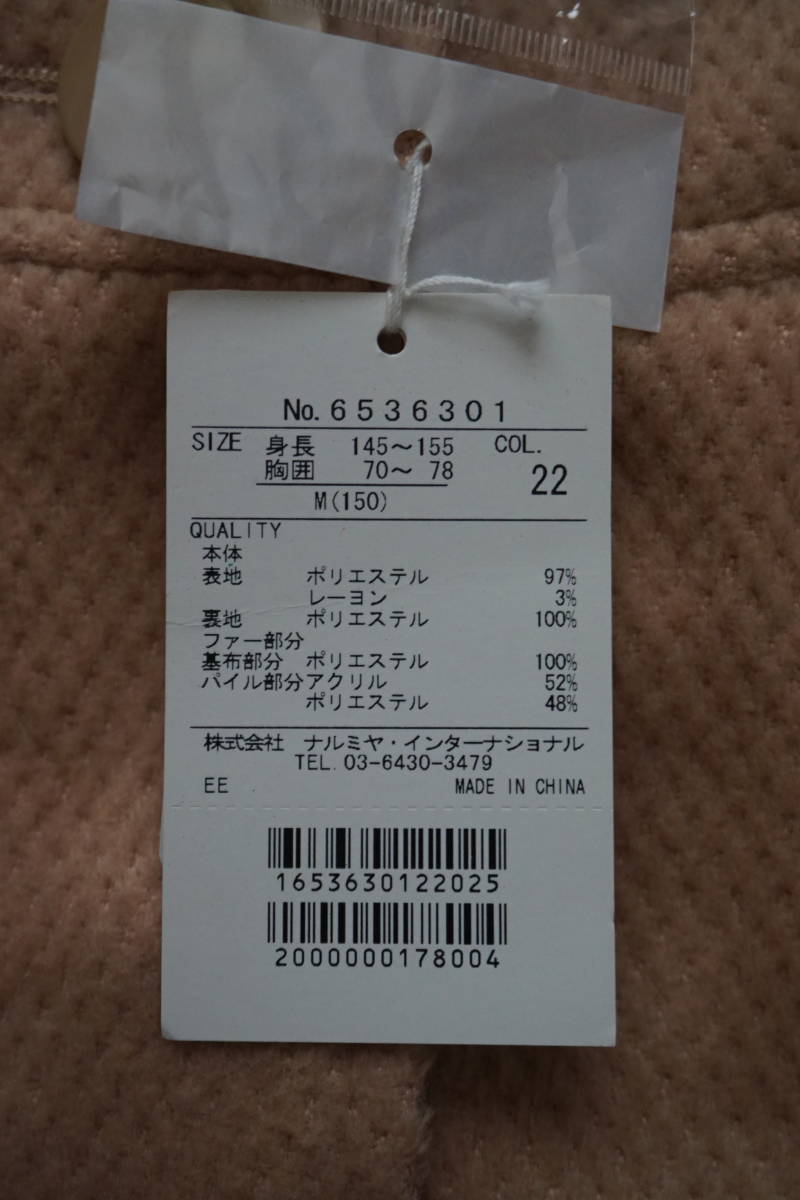 No. 6536301
SIZE 身長 145～155 COL.
胸囲 70～ 78 22
M(150)
QUALITY
本体
表地 ポリエステル 97%
レーヨン 3%
裏地 ポリエステル 100%
ファー部分
基布部分 ポリエステル 100%
パイル部分アクリル 52%
ポリエステル 48%
株式会社 ナルミヤ・インターナショナル
TEL. 03-6430-3479
EE MADE IN CHINA
1653630122025
2000000178004